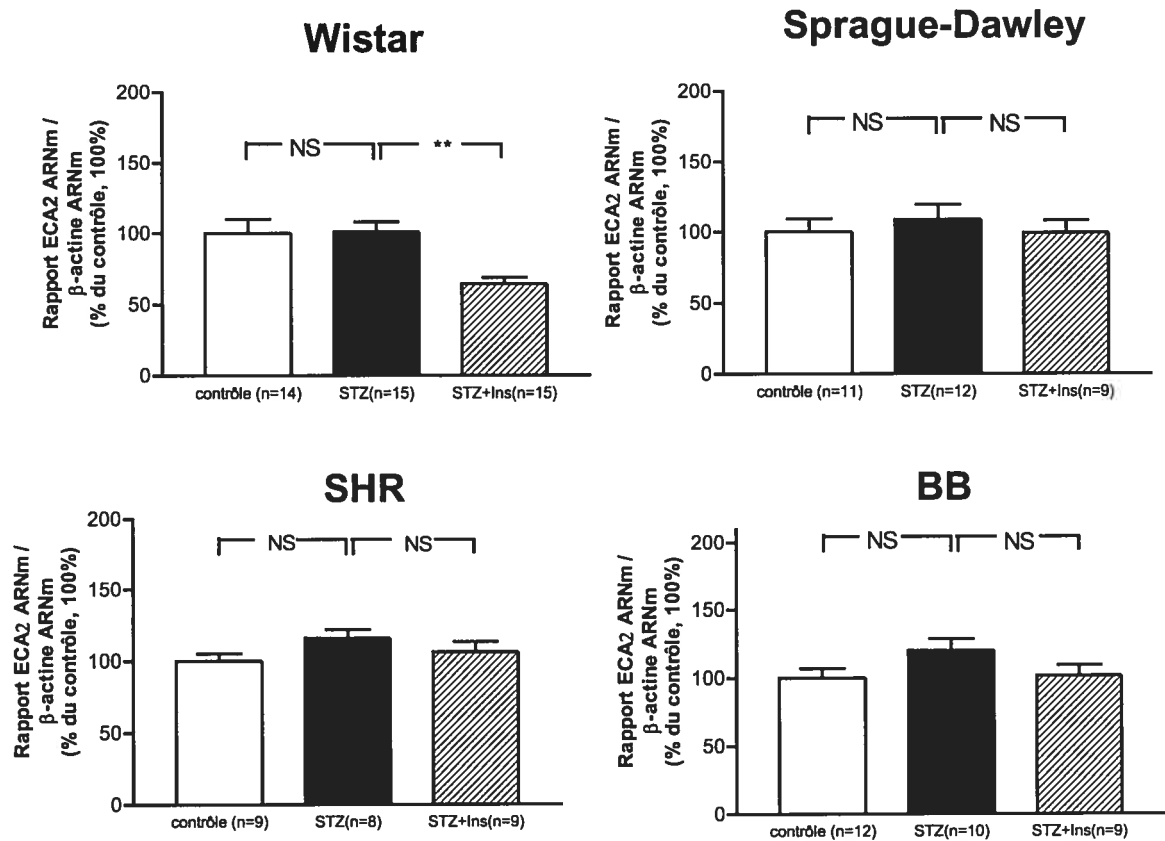 Wistar
Rapport ECA2 ARNm /
β-actine ARNm
(% du contrôle, 100%)
200
150
100
50
0
NS
**
contrôle (n=14)
STZ(n=15)
STZ+Ins(n=15)
Sprague-Dawley
Rapport ECA2 ARNm /
β-actine ARNm
(% du contrôle, 100%)
200
150
100
50
0
NS
NS
contrôle (n=11)
STZ(n=12)
STZ+Ins(n=9)
SHR
Rapport ECA2 ARNm /
β-actine ARNm
(% du contrôle, 100%)
200
150
100
50
0
NS
NS
contrôle (n=9)
STZ(n=8)
STZ+Ins(n=9)
BB
Rapport ECA2 ARNm /
β-actine ARNm
(% du contrôle, 100%)
200
150
100
50
0
NS
NS
contrôle (n=12)
STZ(n=10)
STZ+Ins(n=9)